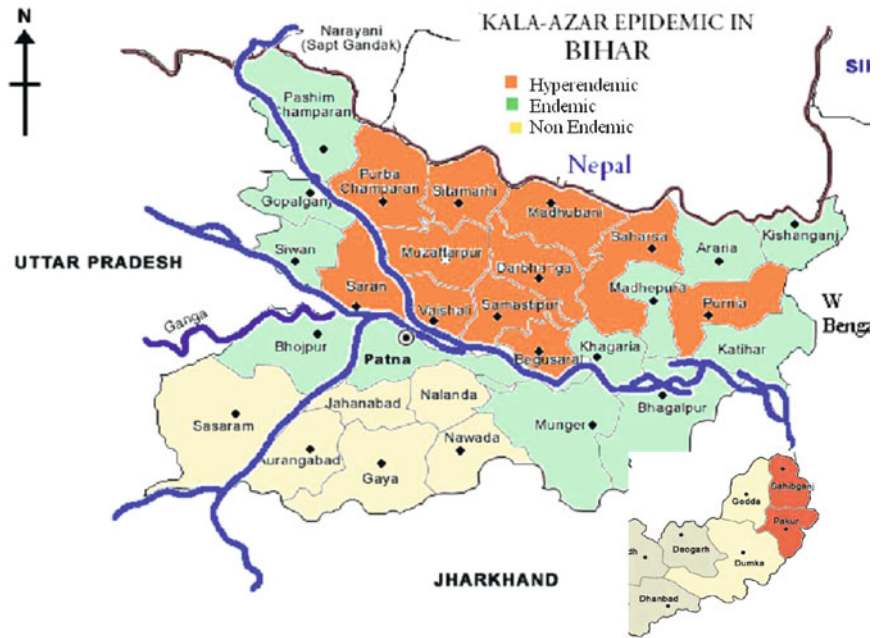 N
Narayani
(Sapt Gandak)
KALA-AZAR EPIDEMIC IN
BIHAR
Hyperendemic
Endemic
Non Endemic
SII
Nepal
Pashim
Champaran
Purba
Champaran
Sitamarhi
Madhubani
Gopalganj
Siwan
Muzaffarpur
Darbhanga
Saharsa
Araria
Kishanganj
UTTAR PRADESH
Saran
Vaishali
Samastipur
Madhepura
Purnia
W
Benga
Ganga
Bhojpur
Patna
Begusarai
Khagaria
Katihar
Sasaram
Jahanabad
Nalanda
Munger
Bhagalpur
Aurangabad
Gaya
Nawada
JHARKHAND
Sahibganj
Godda
Pakur
Deogarh
Dumka
dh
Dhanbad